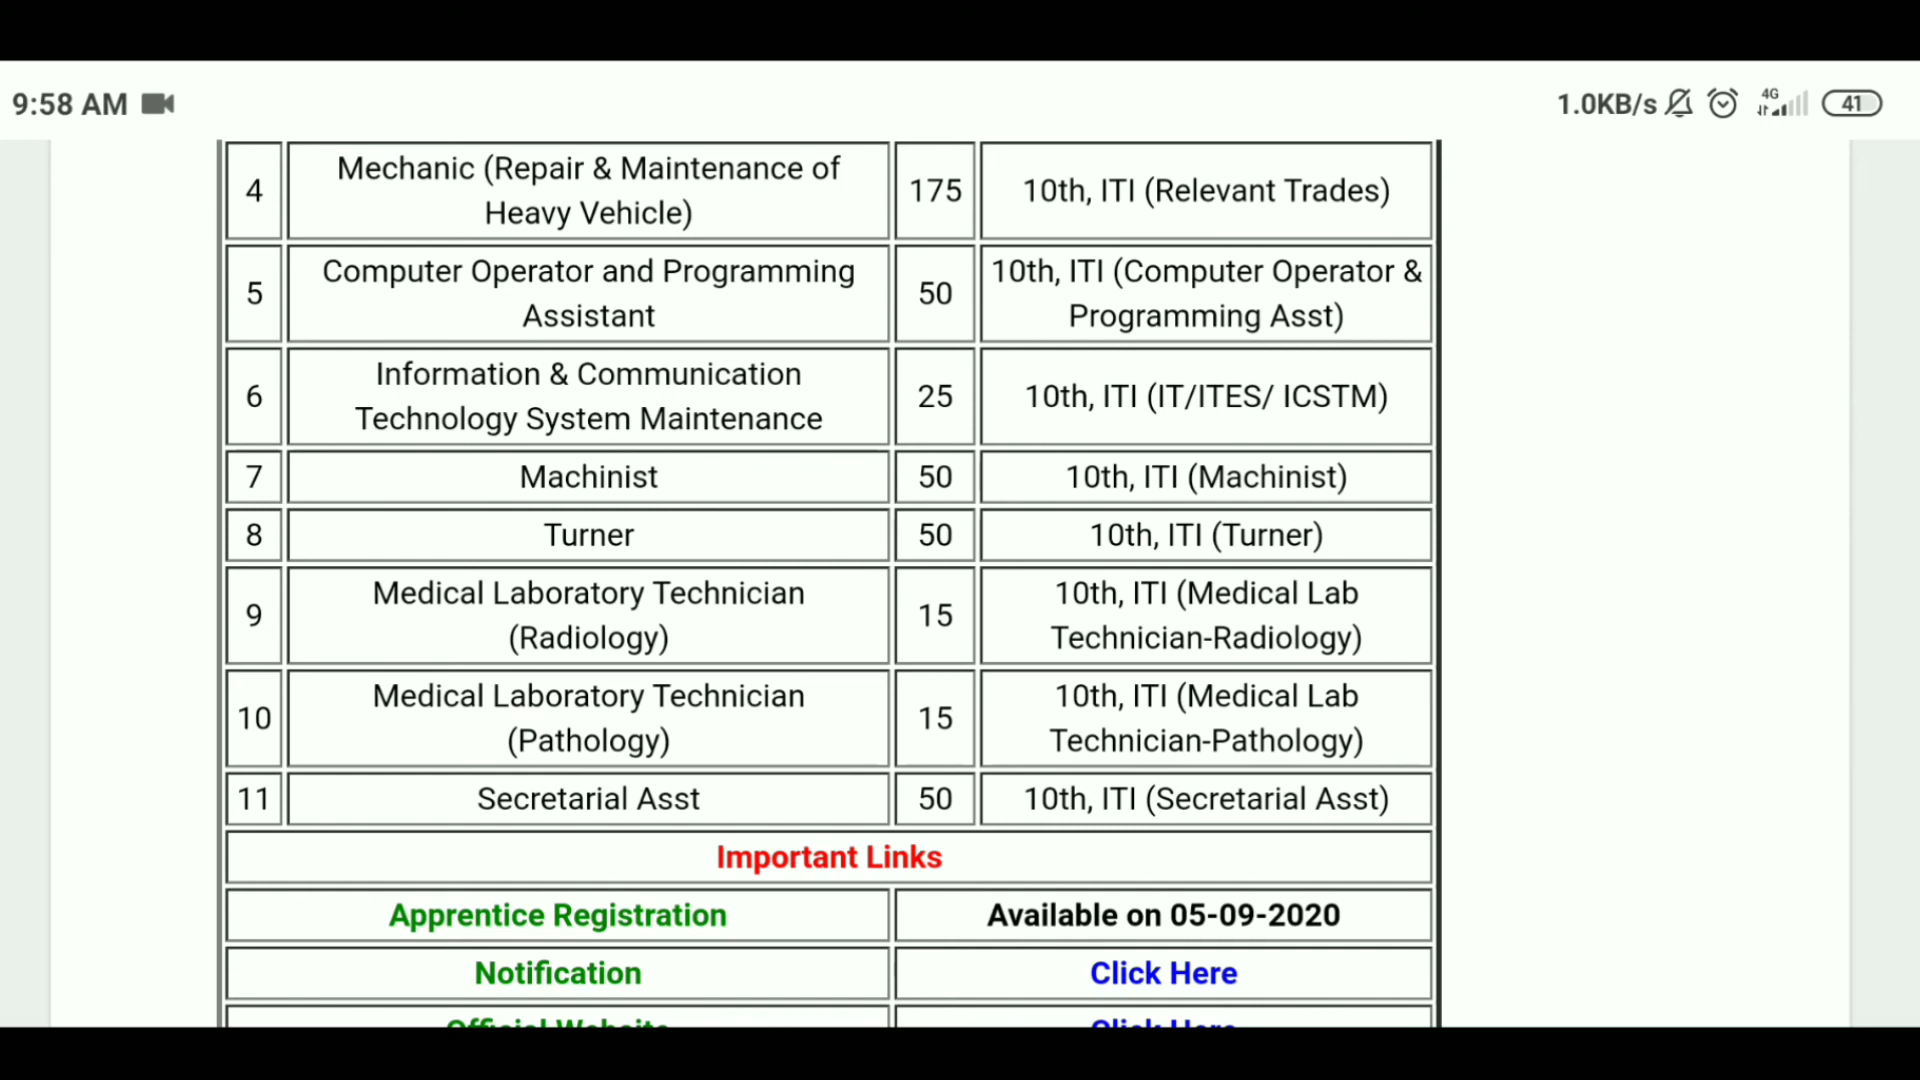 9:58 AM
1.0KB/s 4G 41
4 Mechanic (Repair & Maintenance of Heavy Vehicle) 175 10th, ITI (Relevant Trades)
5 Computer Operator and Programming Assistant 50 10th, ITI (Computer Operator & Programming Asst)
6 Information & Communication Technology System Maintenance 25 10th, ITI (IT/ITES/ ICSTM)
7 Machinist 50 10th, ITI (Machinist)
8 Turner 50 10th, ITI (Turner)
9 Medical Laboratory Technician (Radiology) 15 10th, ITI (Medical Lab Technician-Radiology)
10 Medical Laboratory Technician (Pathology) 15 10th, ITI (Medical Lab Technician-Pathology)
11 Secretarial Asst 50 10th, ITI (Secretarial Asst)
Important Links
Apprentice Registration Available on 05-09-2020
Notification Click Here
Official Website Click Here